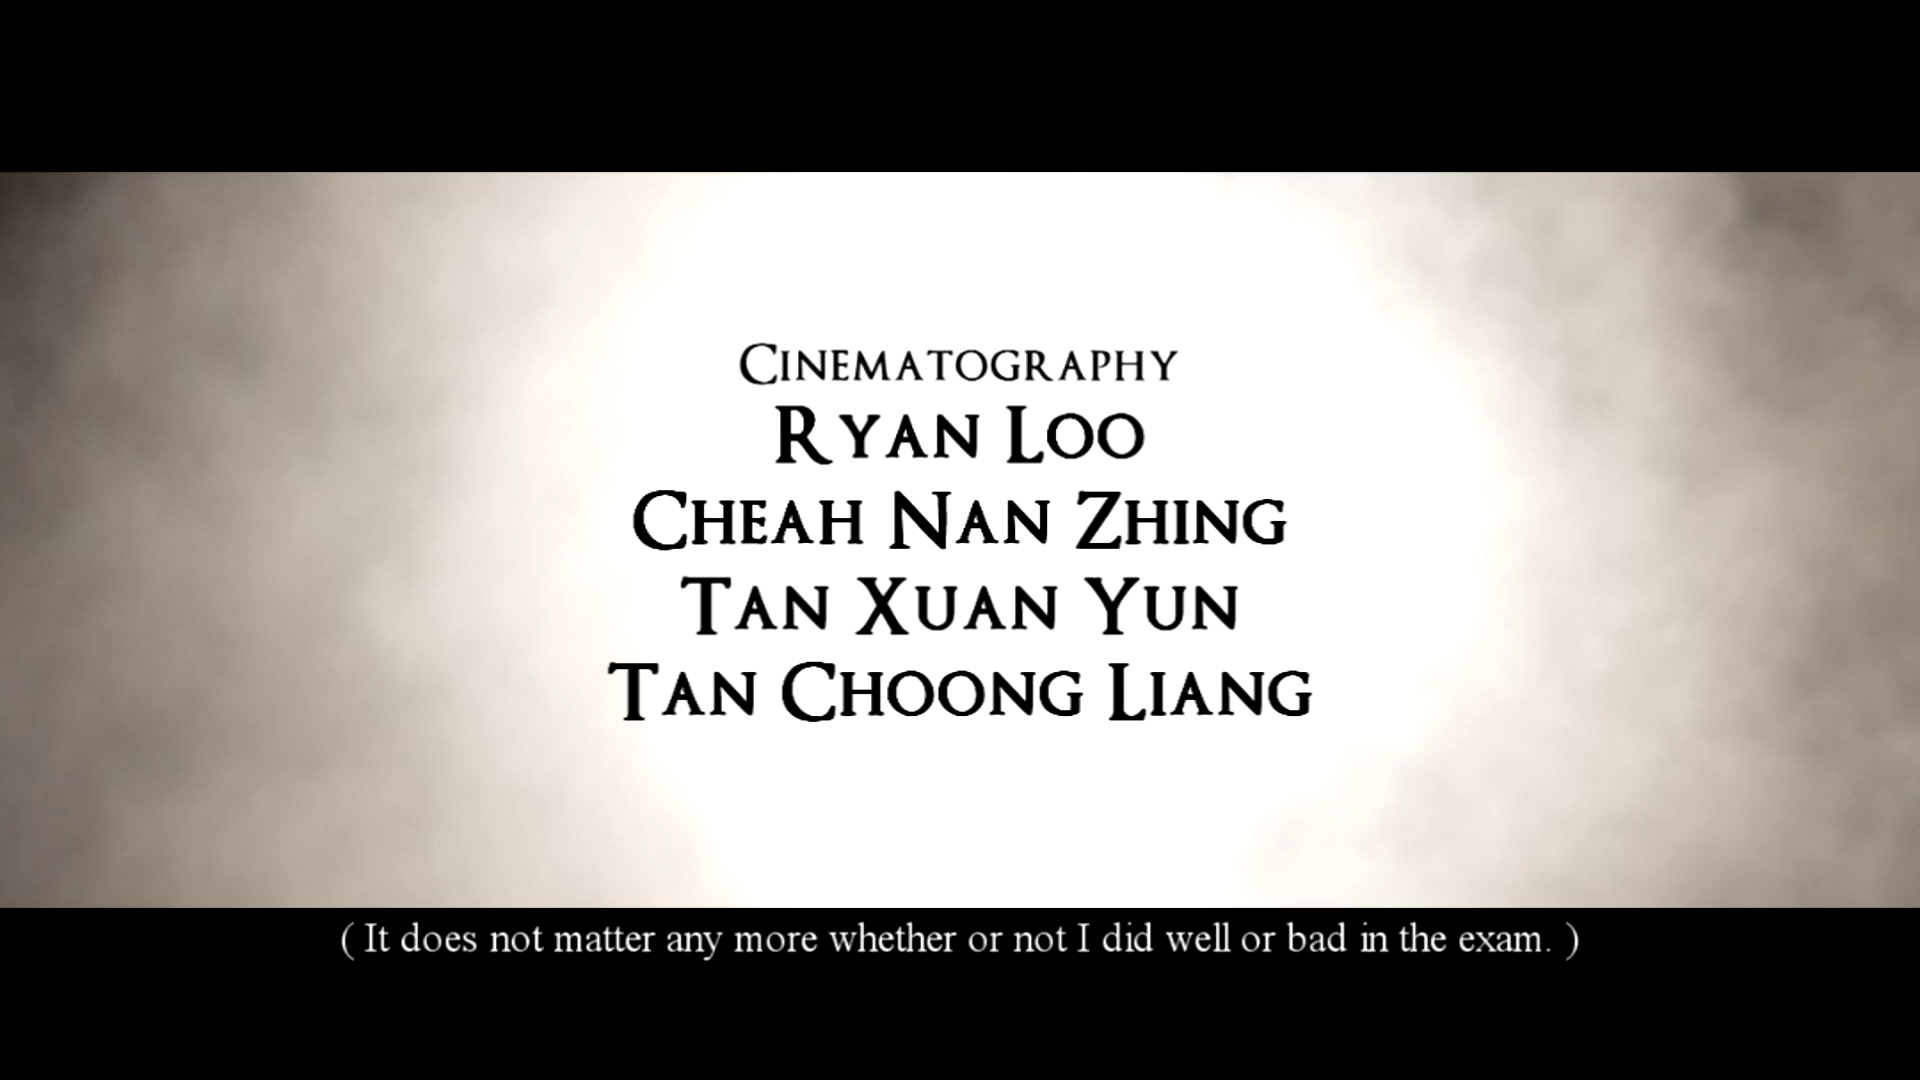 Cinematography
Ryan Loo
Cheah Nan Zhing
Tan Xuan Yun
Tan Choong Liang
( It does not matter any more whether or not I did well or bad in the exam. )